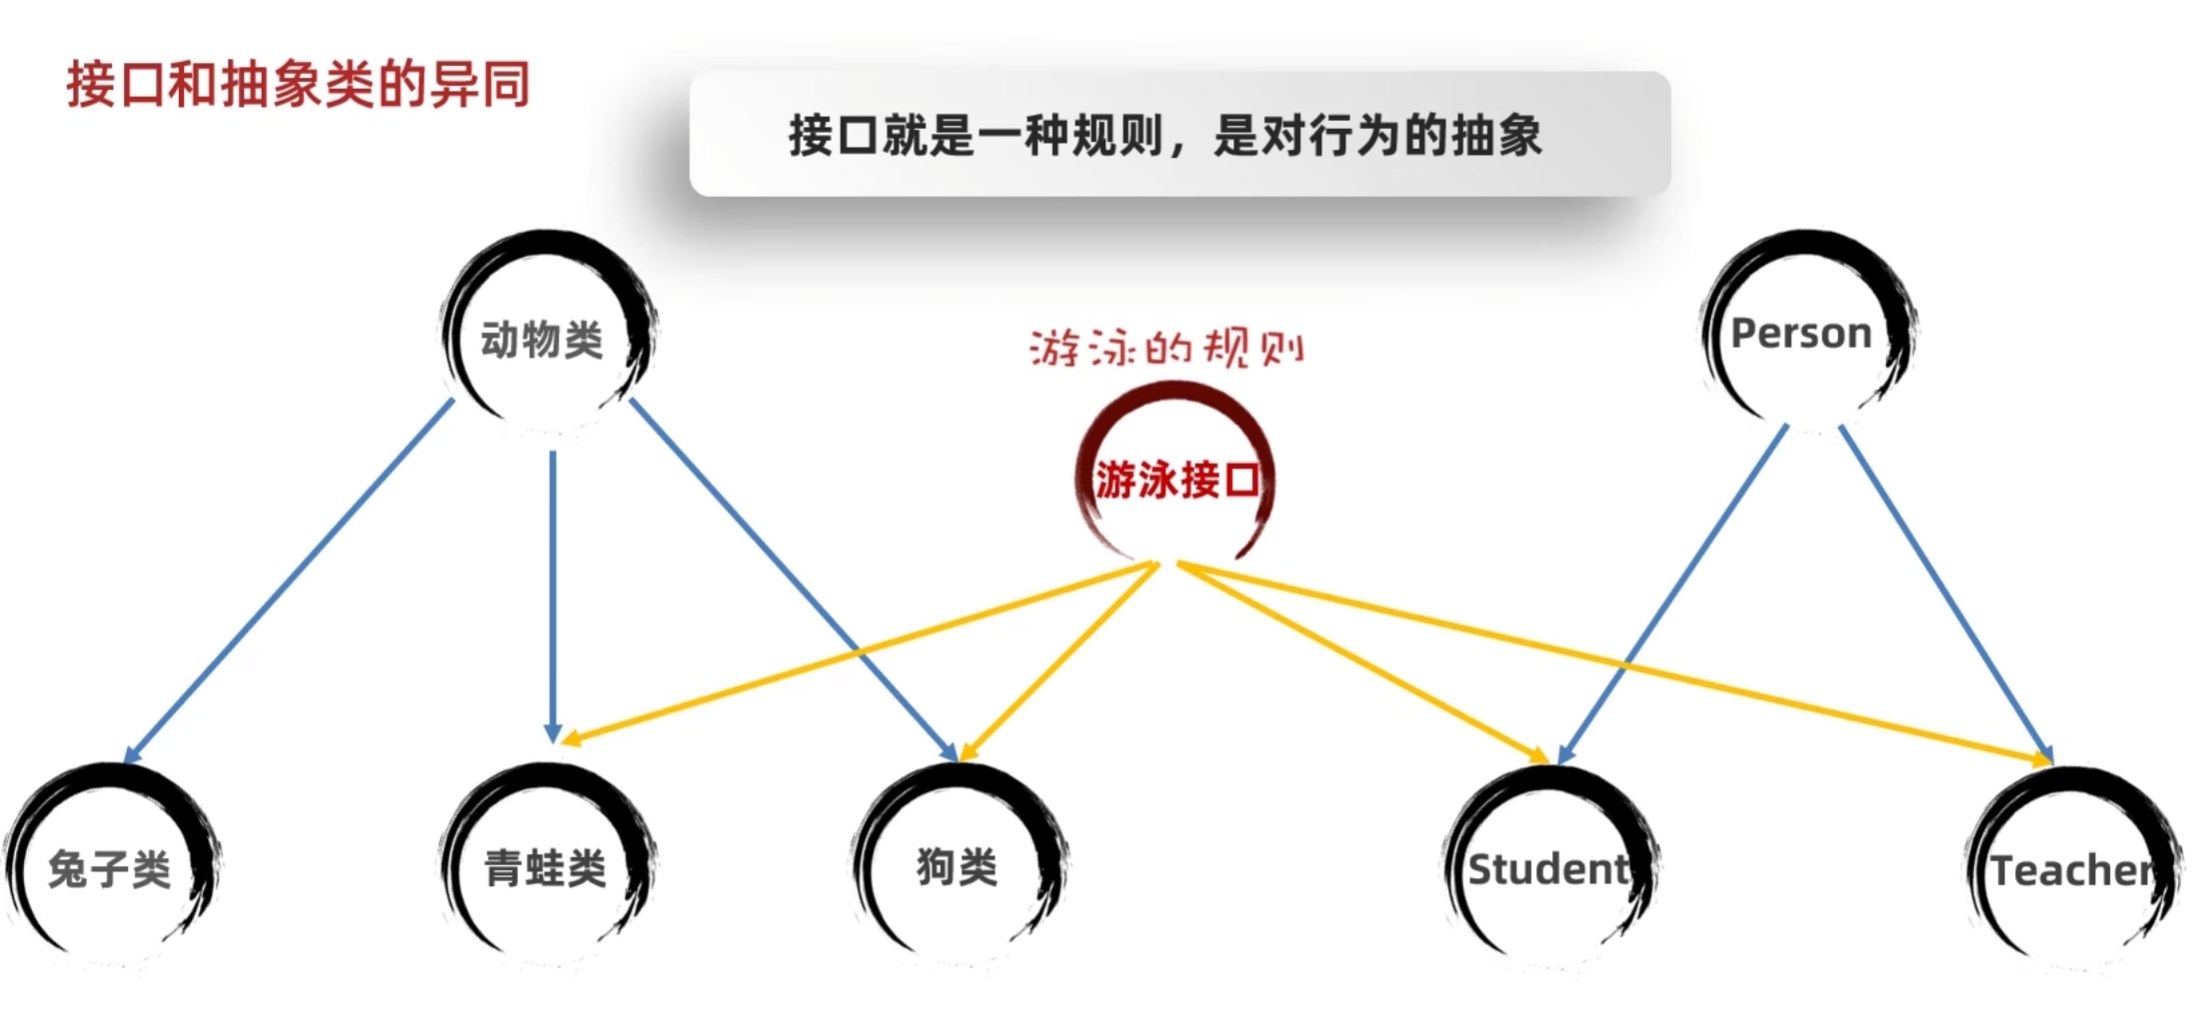 接口和抽象类的异同
接口就是一种规则，是对行为的抽象
动物类
游泳的规则
Person
游泳接口
兔子类
青蛙类
狗类
Student
Teacher